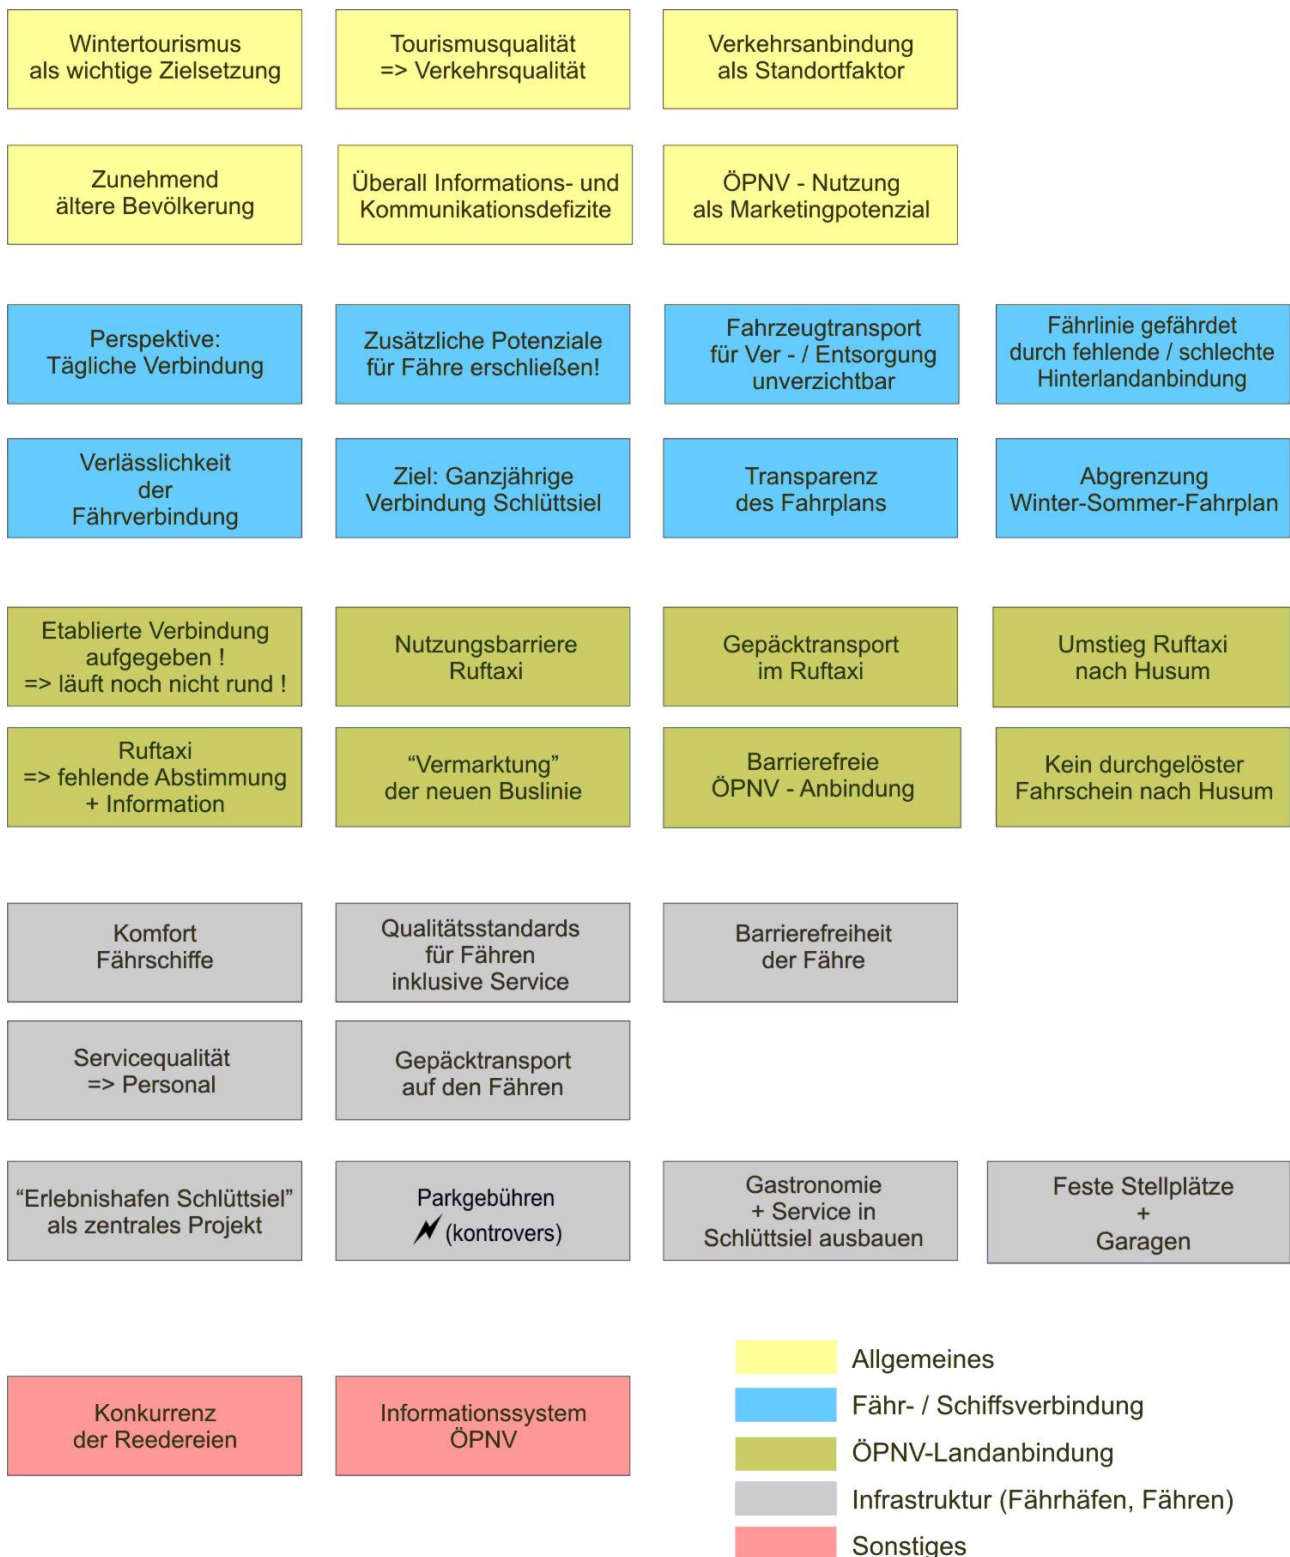 Wintertourismus
als wichtige Zielsetzung
Tourismusqualität
=> Verkehrsqualität
Verkehrsanbindung
als Standortfaktor
Zunehmend
ältere Bevölkerung
Überall Informations- und
Kommunikationsdefizite
ÖPNV - Nutzung
als Marketingpotenzial
Perspektive:
Tägliche Verbindung
Zusätzliche Potenziale
für Fähre erschließen!
Fahrzeugtransport
für Ver - / Entsorgung
unverzichtbar
Fährlinie gefährdet
durch fehlende / schlechte
Hinterlandanbindung
Verlässlichkeit
der
Fährverbindung
Ziel: Ganzjährige
Verbindung Schlüttsiel
Transparenz
des Fahrplans
Abgrenzung
Winter-Sommer-Fahrplan
Etablierte Verbindung
aufgegeben !
=> läuft noch nicht rund !
Nutzungsbarriere
Ruftaxi
Gepäcktransport
im Ruftaxi
Umstieg Ruftaxi
nach Husum
Ruftaxi
=> fehlende Abstimmung
+ Information
“Vermarktung”
der neuen Buslinie
Barrierefreie
ÖPNV - Anbindung
Kein durchgelöster
Fahrschein nach Husum
Komfort
Fährschiffe
Qualitätsstandards
für Fähren
inklusive Service
Barrierefreiheit
der Fähre
Servicequalität
=> Personal
Gepäcktransport
auf den Fähren
“Erlebnishafen Schlüttsiel”
als zentrales Projekt
Parkgebühren
(kontrovers)
Gastronomie
+ Service in
Schlüttsiel ausbauen
Feste Stellplätze
+
Garagen
Konkurrenz
der Reedereien
Informationssystem
ÖPNV
Allgemeines
Fähr- / Schiffsverbindung
ÖPNV-Landanbindung
Infrastruktur (Fährhäfen, Fähren)
Sonstiges